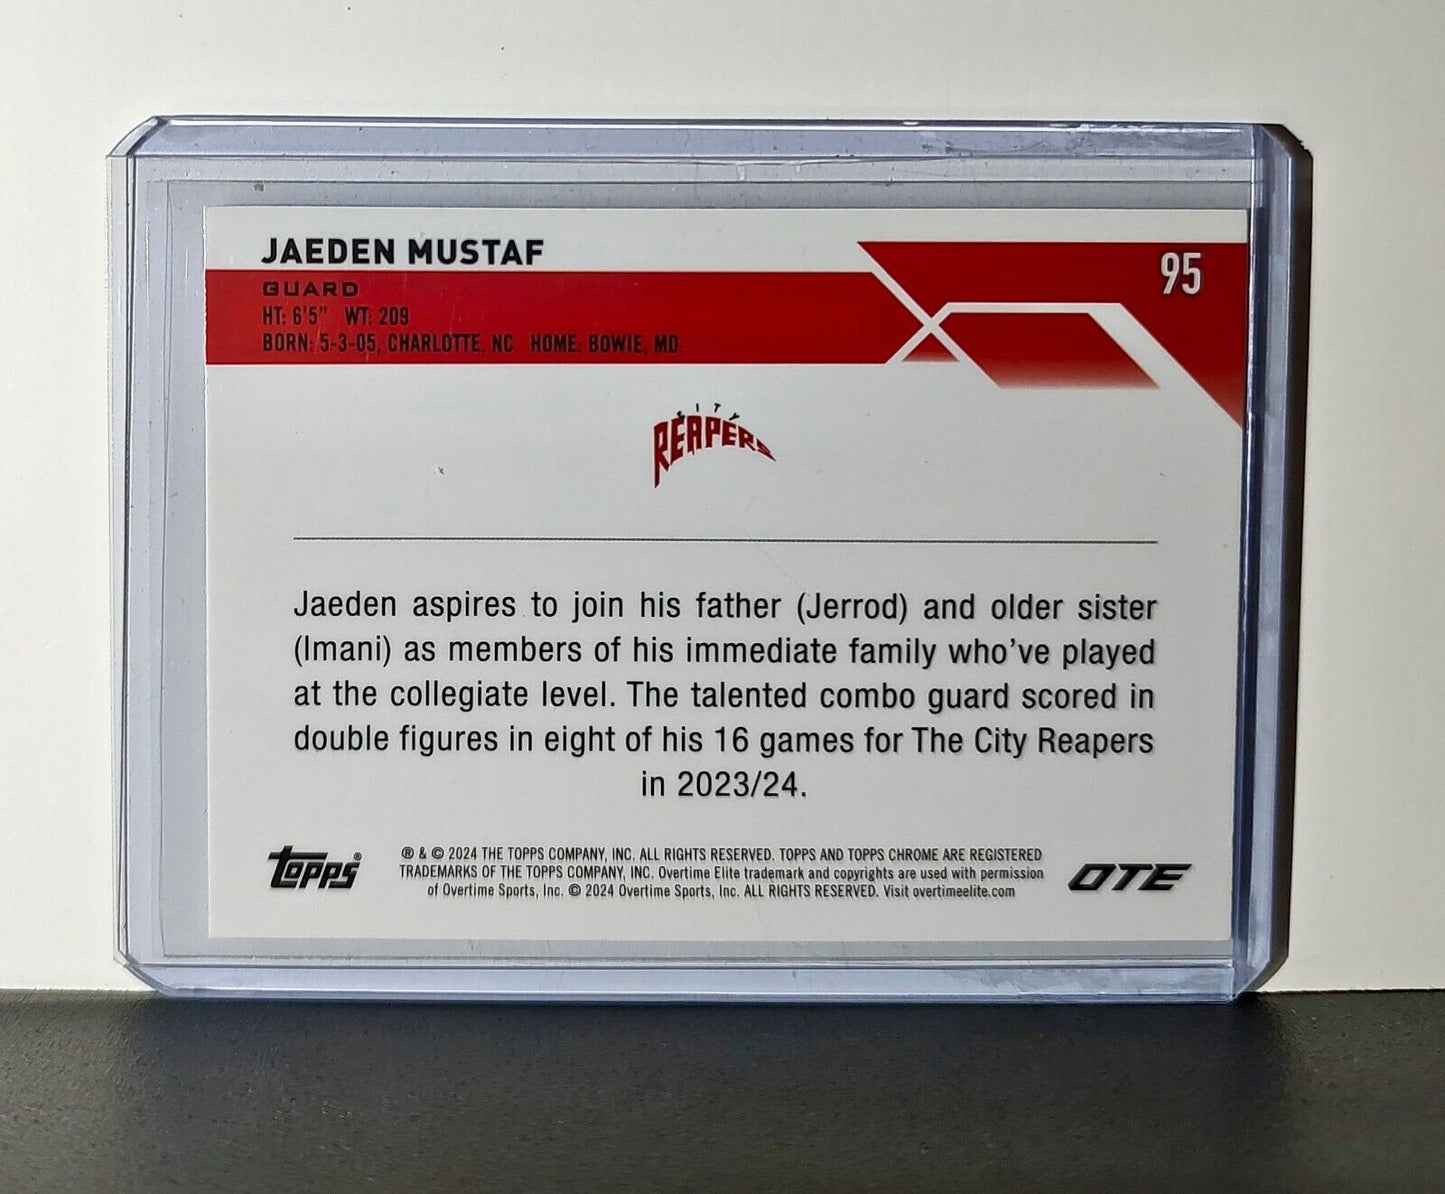 JAEDEN MUSTAF
95
GUARD
HT: 6'5" WT: 209
BORN: 5-3-05, CHARLOTTE, NC HOME: BOWIE, MD
CITY
REAPERS
Jaeden aspires to join his father (Jerrod) and older sister
(Imani) as members of his immediate family who've played
at the collegiate level. The talented combo guard scored in
double figures in eight of his 16 games for The City Reapers
in 2023/24.
topps®
® & © 2024 THE TOPPS COMPANY, INC. ALL RIGHTS RESERVED. TOPPS AND TOPPS CHROME ARE REGISTERED
TRADEMARKS OF THE TOPPS COMPANY, INC. Overtime Elite trademark and copyrights are used with permission
of Overtime Sports, Inc. © 2024 Overtime Sports, Inc. ALL RIGHTS RESERVED. Visit overtimeelite.com
OTE